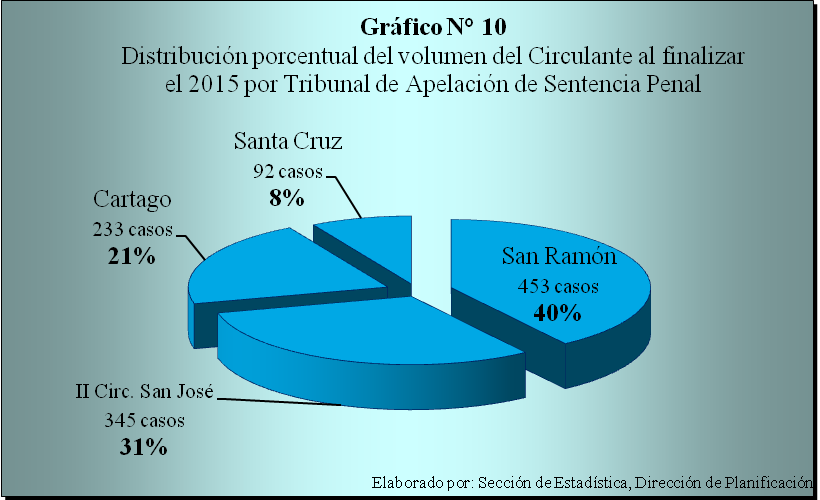 Gráfico N° 10
Distribución porcentual del volumen del Circulante al finalizar
el 2015 por Tribunal de Apelación de Sentencia Penal
Santa Cruz
92 casos
8%
Cartago
233 casos
21%
San Ramón
453 casos
40%
II Circ. San José
345 casos
31%
Elaborado por: Sección de Estadística, Dirección de Planificación